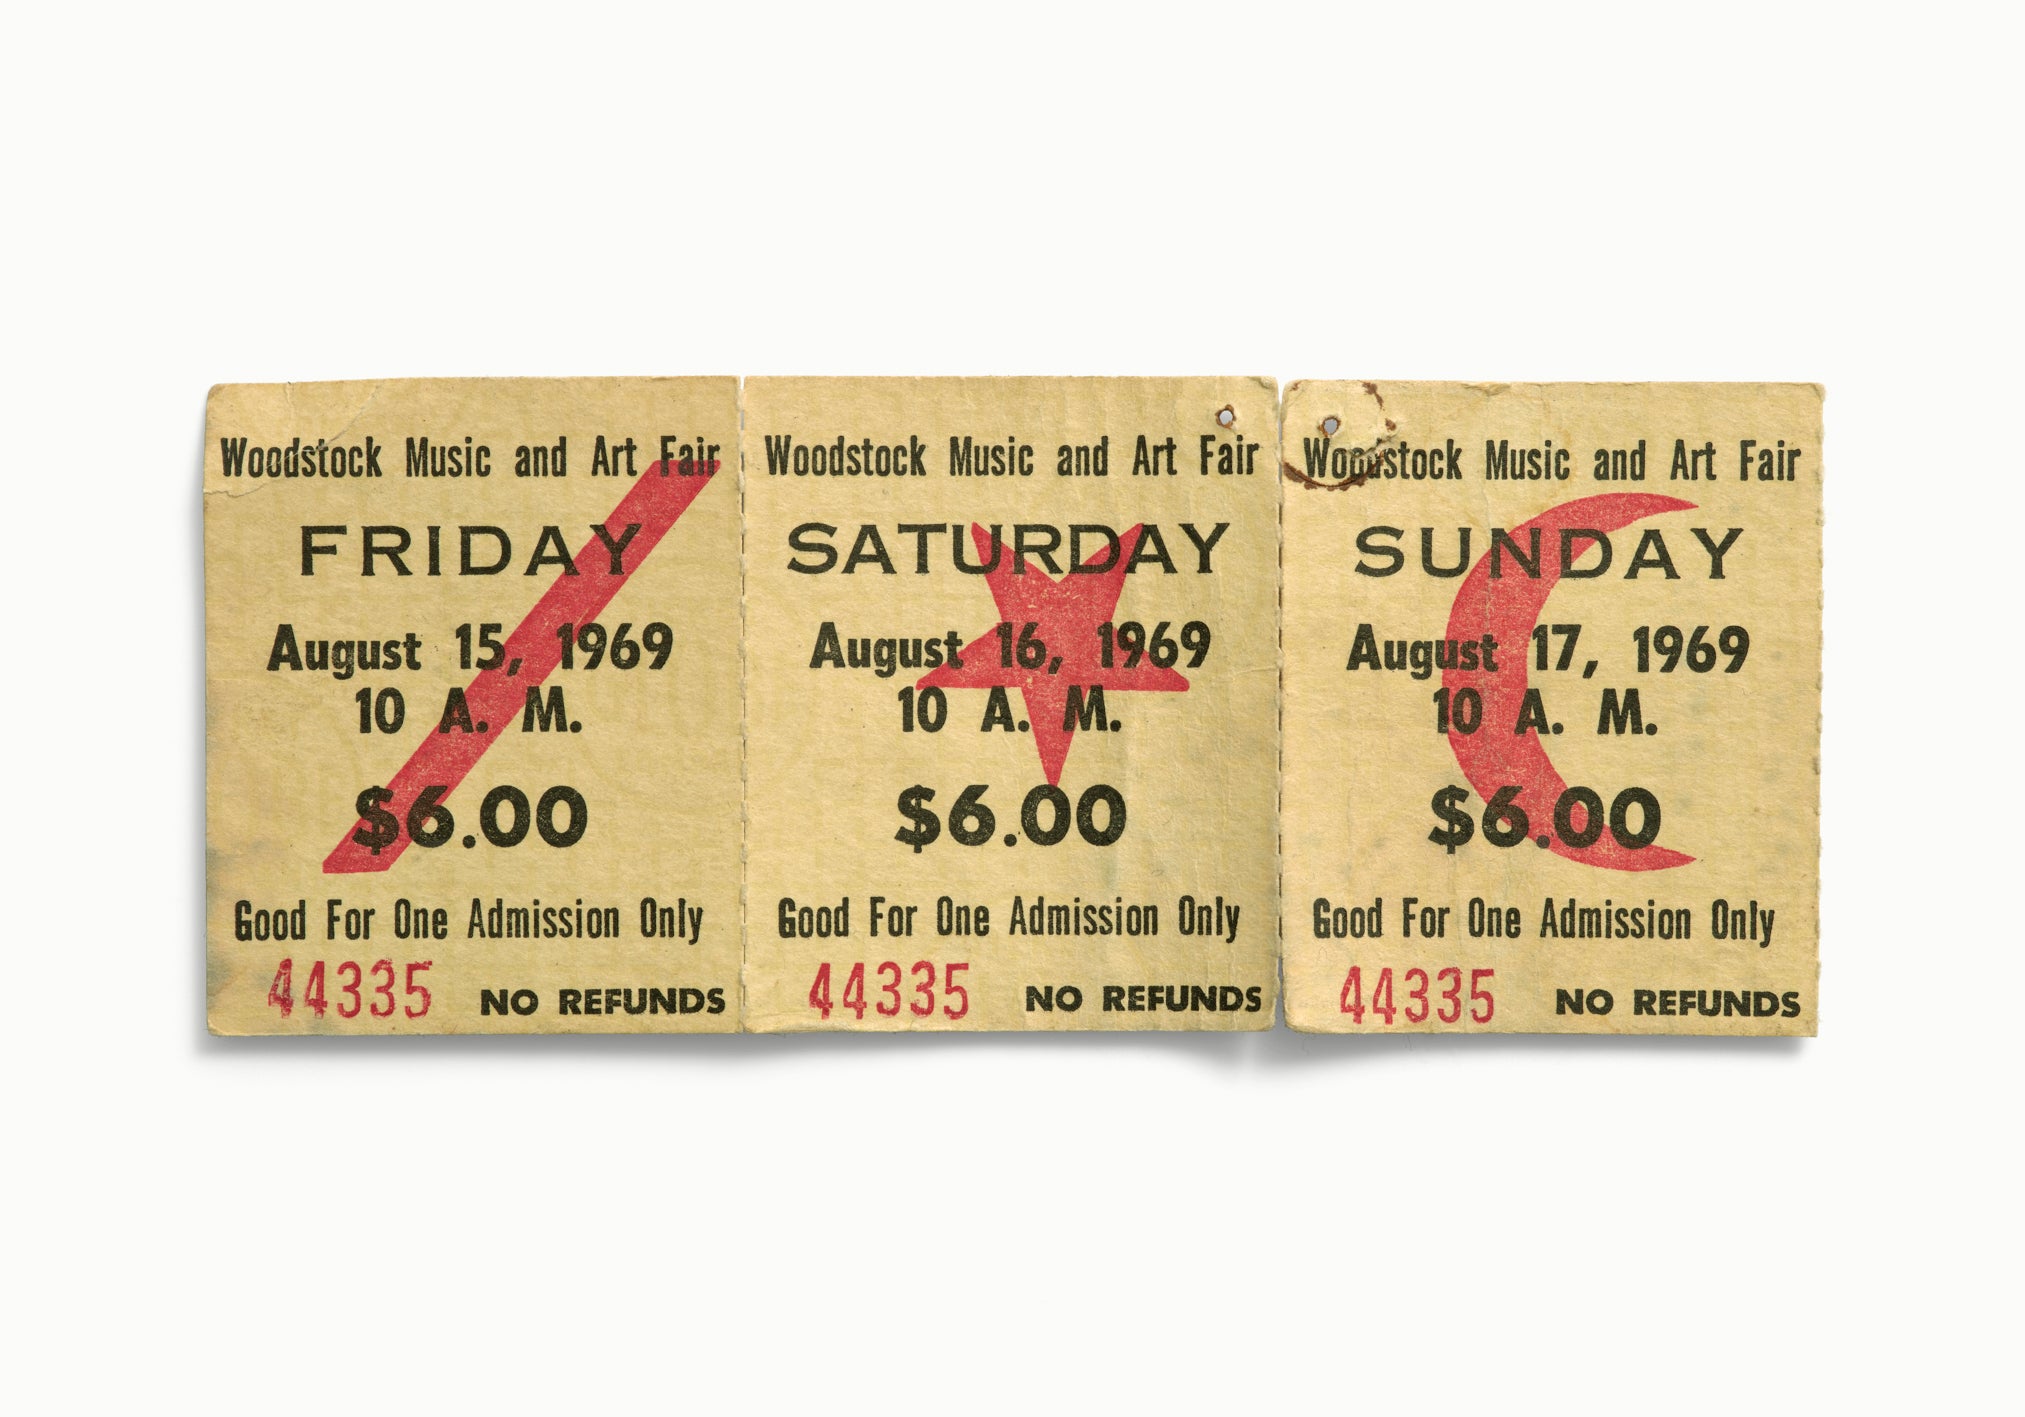 Woodstock Music and Art Fair
FRIDAY
August 15, 1969
10 A. M.
$6.00
Good For One Admission Only
44335 NO REFUNDS
Woodstock Music and Art Fair
SATURDAY
August 16, 1969
10 A. M.
$6.00
Good For One Admission Only
44335 NO REFUNDS
Woodstock Music and Art Fair
SUNDAY
August 17, 1969
10 A. M.
$6.00
Good For One Admission Only
44335 NO REFUNDS